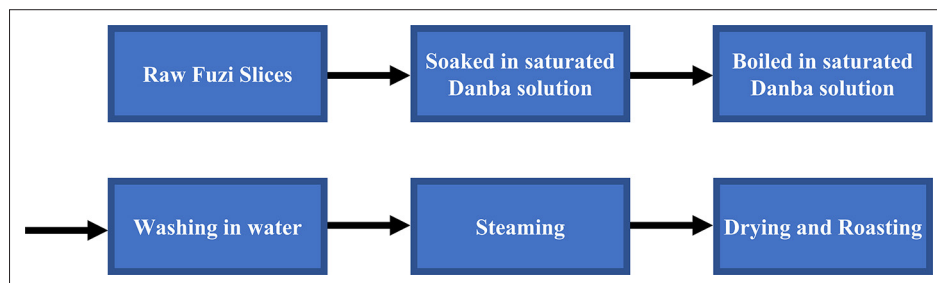 Raw Fuzi Slices
Soaked in saturated
Danba solution
Boiled in saturated
Danba solution
Washing in water
Steaming
Drying and Roasting